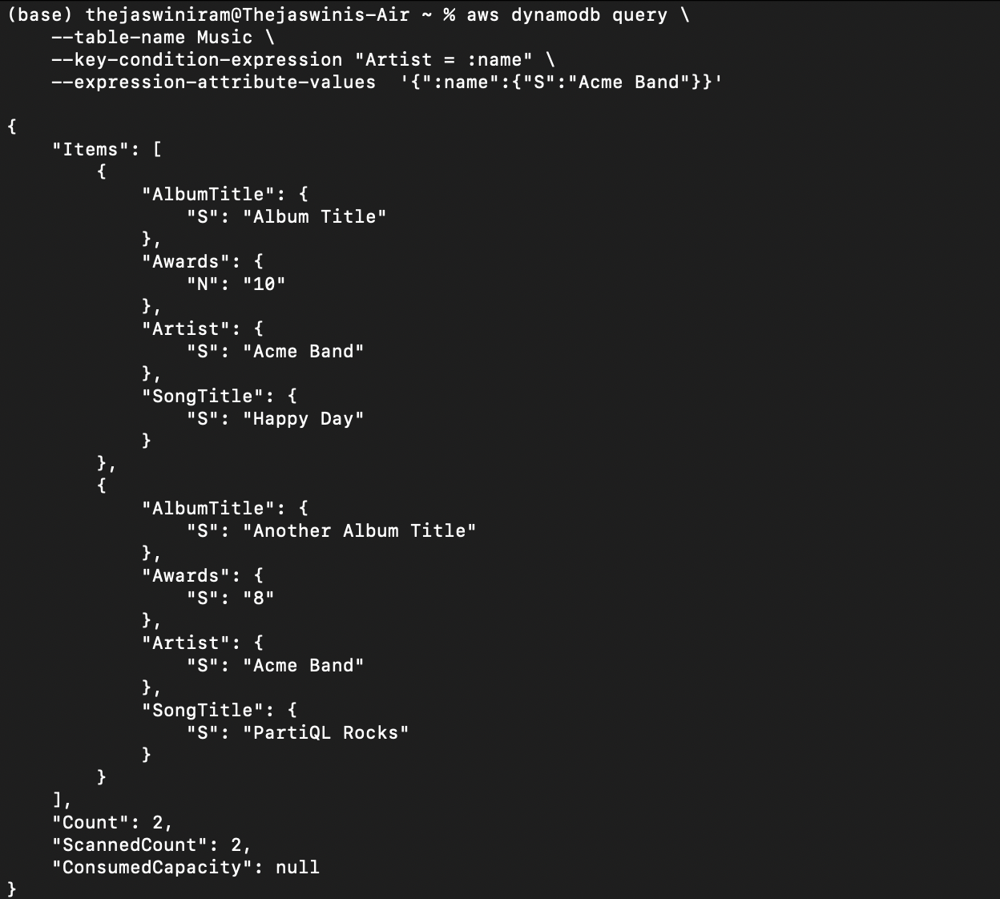 (base) thejaswiniram@Thejaswinis-Air ~ % aws dynamodb query \
    --table-name Music \
    --key-condition-expression "Artist = :name" \
    --expression-attribute-values  '{":name":{"S":"Acme Band"}}'

{
    "Items": [
        {
            "AlbumTitle": {
                "S": "Album Title"
            },
            "Awards": {
                "N": "10"
            },
            "Artist": {
                "S": "Acme Band"
            },
            "SongTitle": {
                "S": "Happy Day"
            }
        },
        {
            "AlbumTitle": {
                "S": "Another Album Title"
            },
            "Awards": {
                "S": "8"
            },
            "Artist": {
                "S": "Acme Band"
            },
            "SongTitle": {
                "S": "PartiQL Rocks"
            }
        }
    ],
    "Count": 2,
    "ScannedCount": 2,
    "ConsumedCapacity": null
}